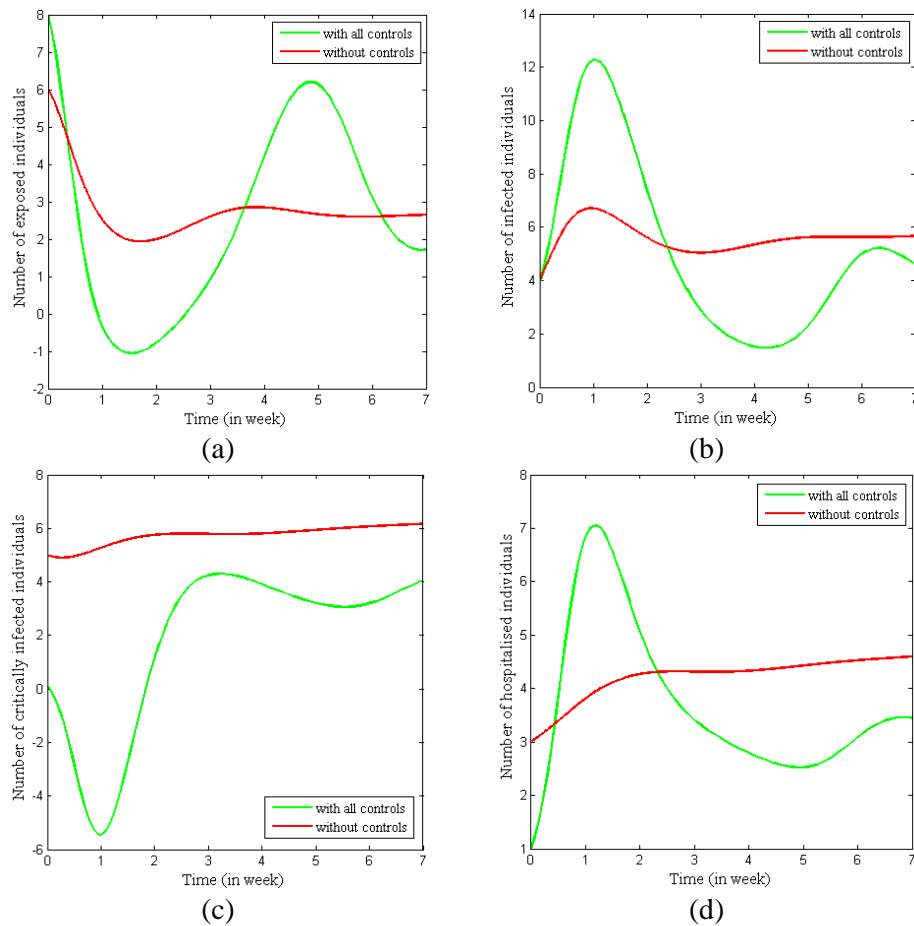 8
7
6
5
4
3
2
1
0
-1
-2
0 1 2 3 4 5 6 7
Number of exposed individuals
Time (in week)
with all controls
without controls
(a)
14
12
10
8
6
4
2
0
0 1 2 3 4 5 6 7
Number of infected individuals
Time (in week)
with all controls
without controls
(b)
8
6
4
2
0
-2
-4
-6
0 1 2 3 4 5 6 7
Number of critically infected individuals
Time (in week)
with all controls
without controls
(c)
8
7
6
5
4
3
2
1
0 1 2 3 4 5 6 7
Number of hospitalised individuals
Time (in week)
with all controls
without controls
(d)